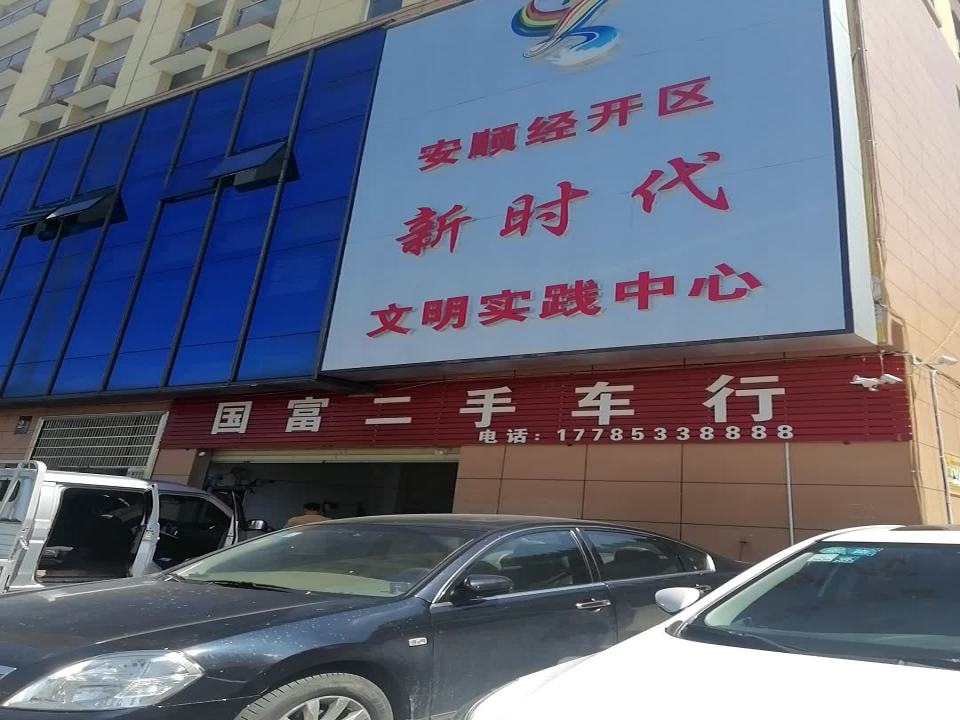 安顺经开区
新时代
文明实践中心
国富二手车行
电话:17785338888